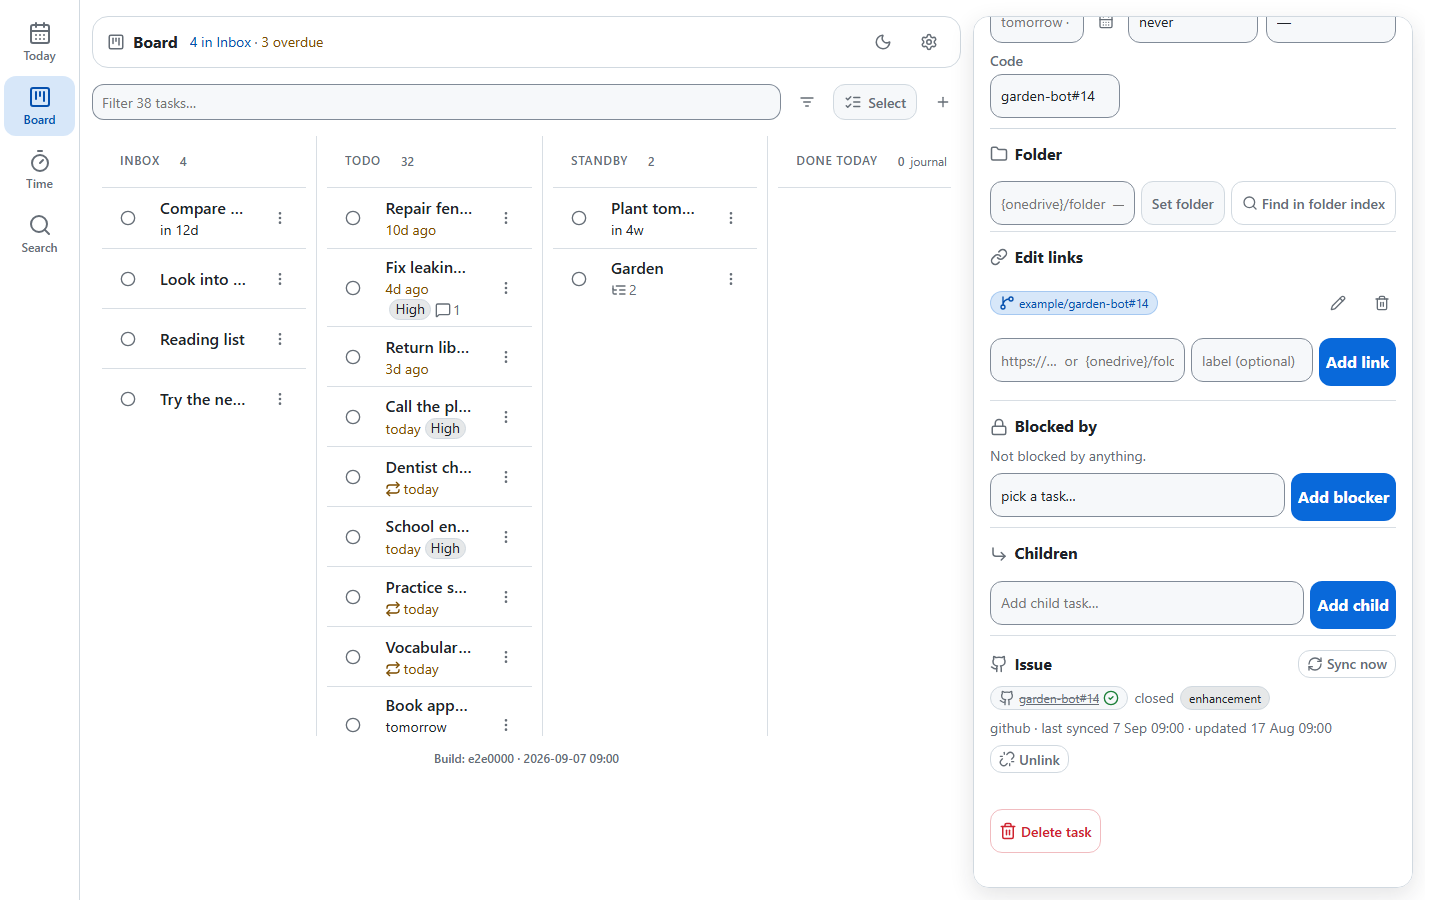 Today
Board
Time
Search
Board 4 in Inbox · 3 overdue
Filter 38 tasks...
Select
INBOX 4
Compare ...
in 12d
Look into ...
Reading list
Try the ne...
TODO 32
Repair fen...
10d ago
Fix leakin...
4d ago
High 1
Return lib...
3d ago
Call the pl...
today High
Dentist ch...
today
School en...
today High
Practice s...
today
Vocabular...
today
Book app...
tomorrow
STANDBY 2
Plant tom...
in 4w
Garden
2
DONE TODAY 0 journal
Build: e2e0000 · 2026-09-07 09:00
tomorrow · never —
Code
garden-bot#14
Folder
{onedrive}/folder — Set folder Find in folder index
Edit links
example/garden-bot#14
https://... or {onedrive}/fold label (optional) Add link
Blocked by
Not blocked by anything.
pick a task... Add blocker
Children
Add child task... Add child
Issue Sync now
garden-bot#14 closed enhancement
github · last synced 7 Sep 09:00 · updated 17 Aug 09:00
Unlink
Delete task